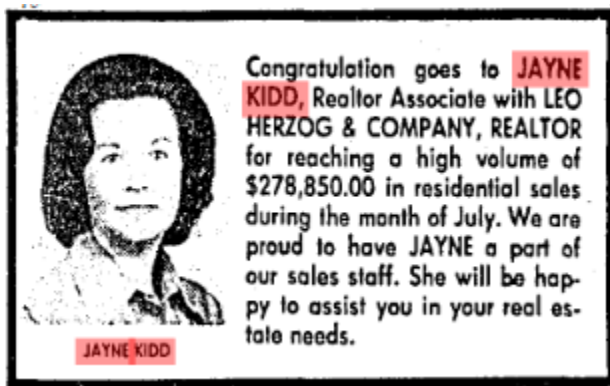 Congratulation goes to JAYNE
KIDD, Realtor Associate with LEO
HERZOG & COMPANY, REALTOR
for reaching a high volume of
$278,850.00 in residential sales
during the month of July. We are
proud to have JAYNE a part of
our sales staff. She will be hap-
py to assist you in your real es-
tate needs.
JAYNE KIDD